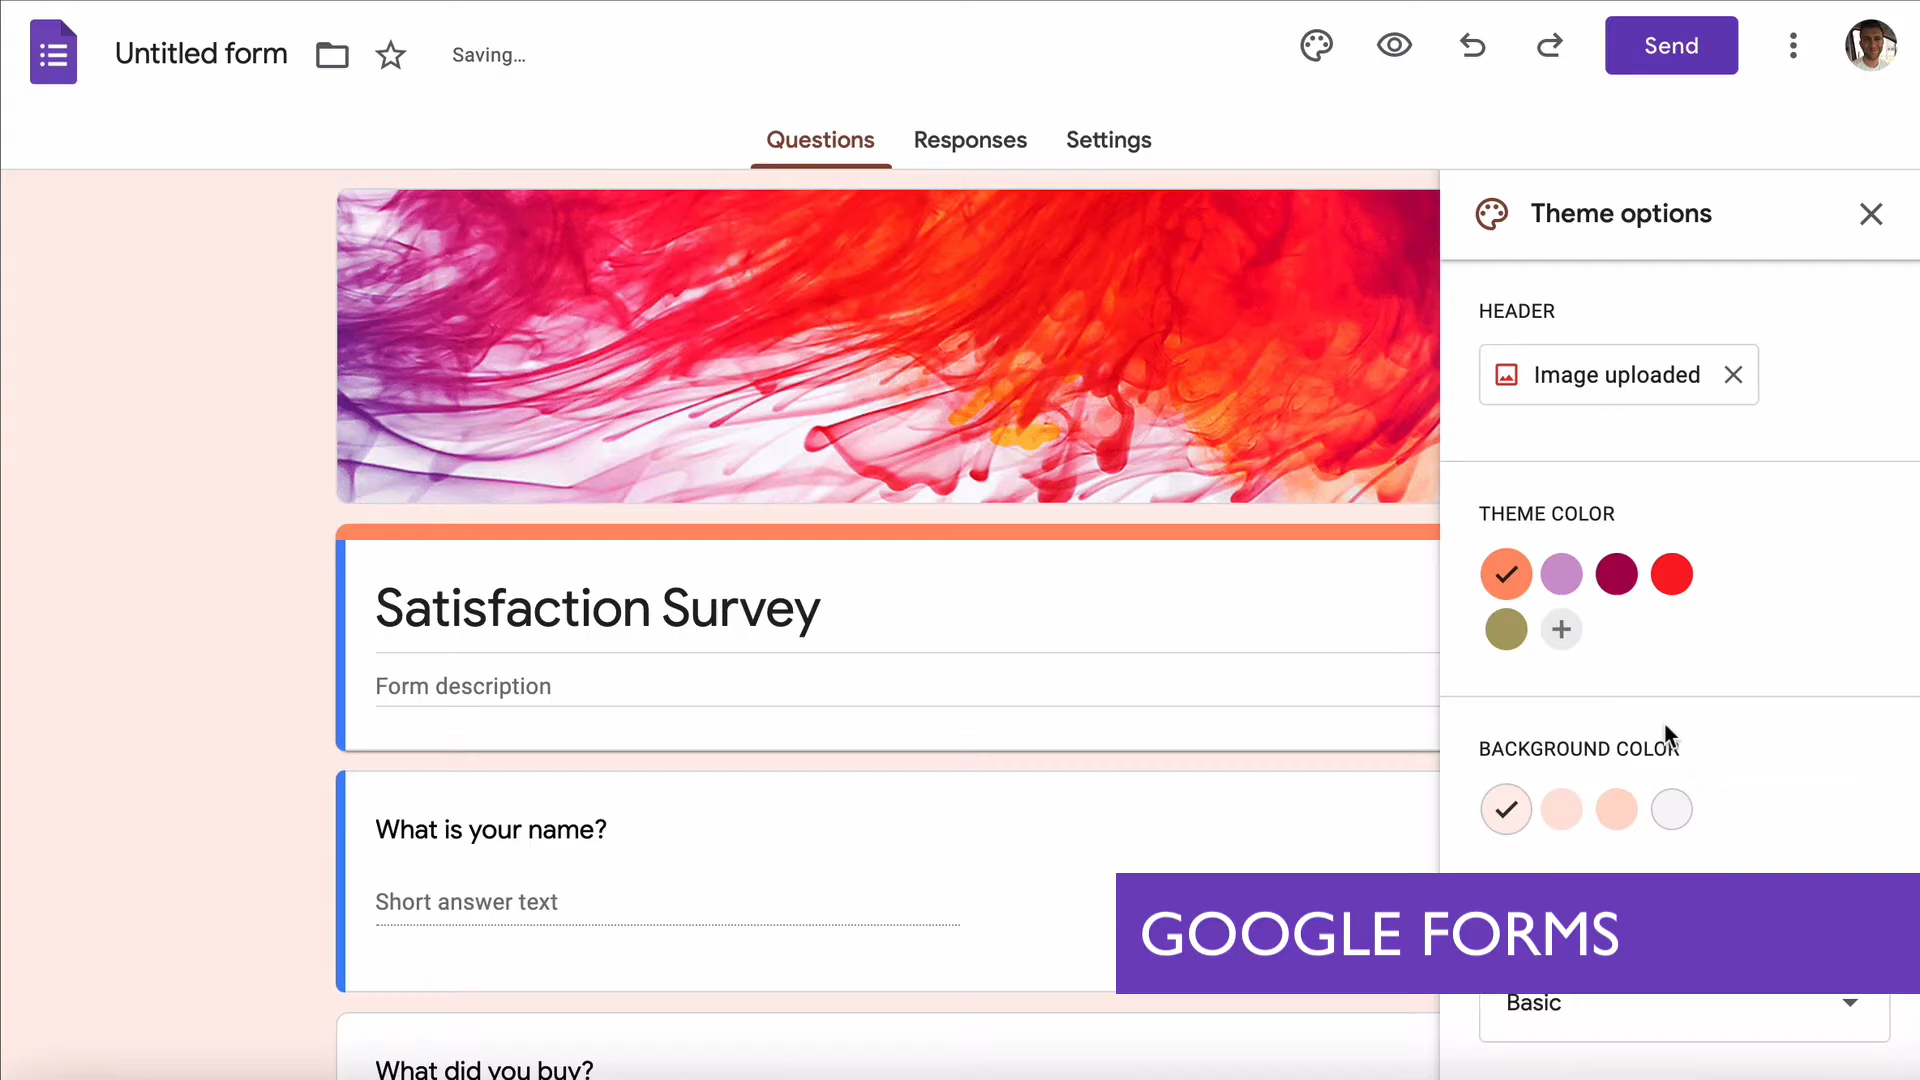 Untitled form
Saving...
Send
Questions
Responses
Settings
Theme options
HEADER
Image uploaded
THEME COLOR
Satisfaction Survey
Form description
BACKGROUND COLOR
What is your name?
Short answer text
GOOGLE FORMS
Basic
What did you buy?